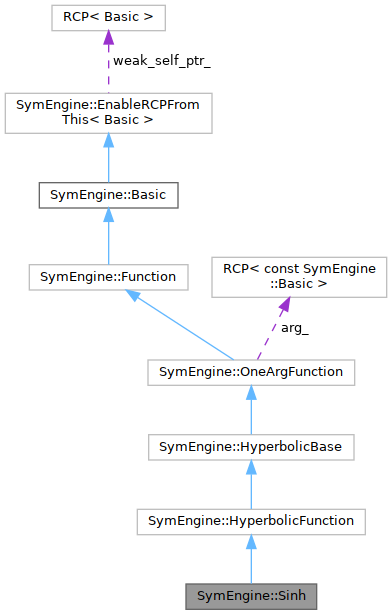 RCP< Basic >
weak_self_ptr_
SymEngine::EnableRCPFrom
This< Basic >
SymEngine::Basic
SymEngine::Function
RCP< const SymEngine
::Basic >
arg_
SymEngine::OneArgFunction
SymEngine::HyperbolicBase
SymEngine::HyperbolicFunction
SymEngine::Sinh